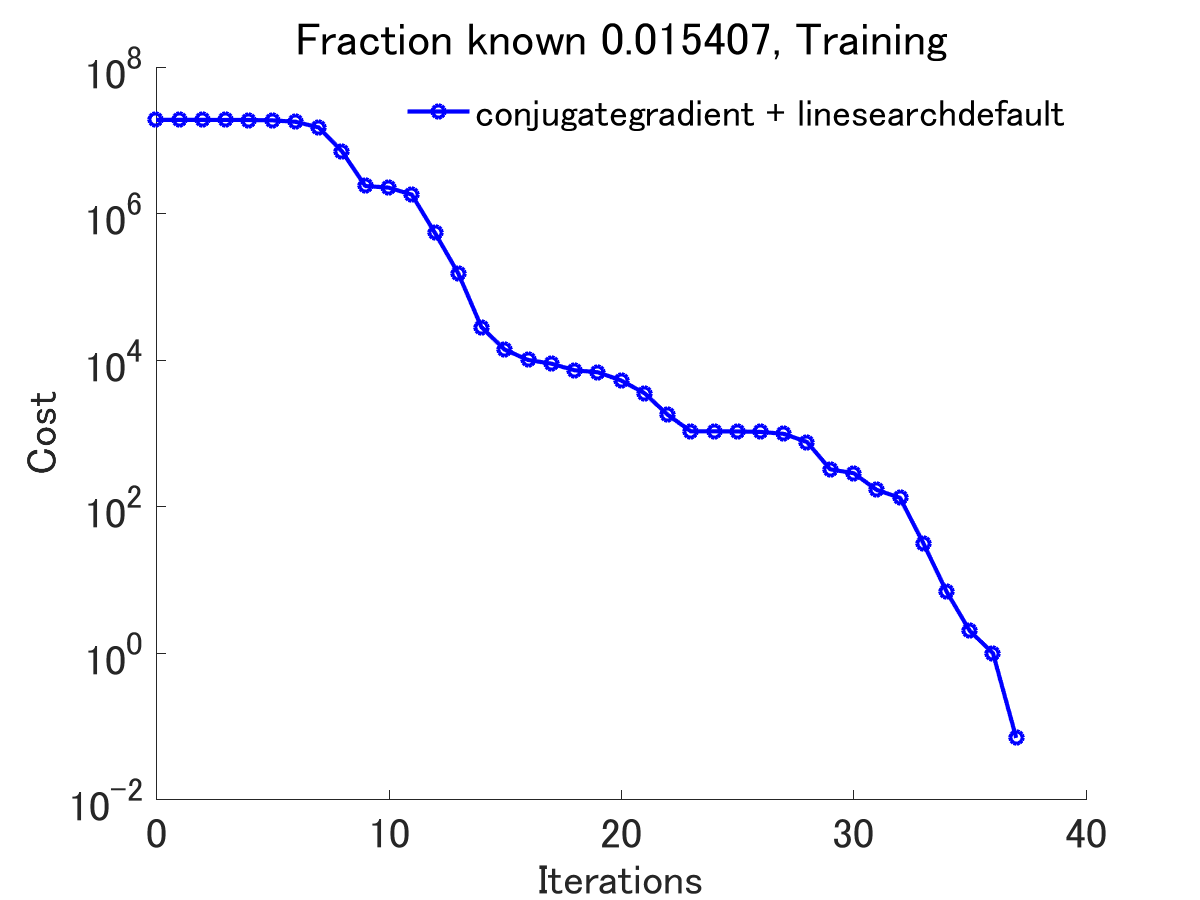 Fraction known 0.015407, Training
conjugategradient + linesearchdefault
Cost
10^8
10^6
10^4
10^2
10^0
10^-2
0 10 20 30 40
Iterations